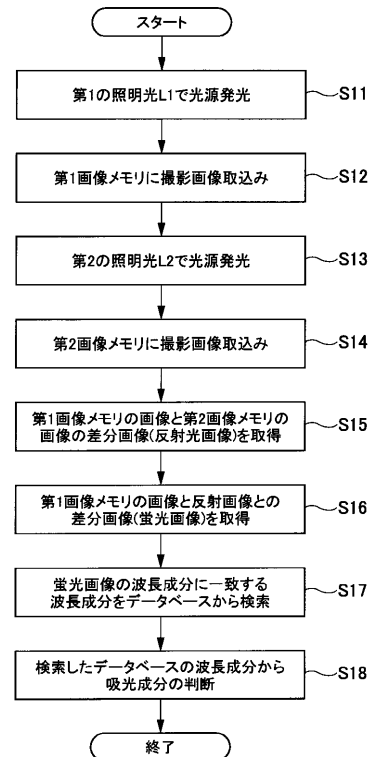 スタート
第1の照明光L1で光源発光
S11
第1画像メモリに撮影画像取込み
S12
第2の照明光L2で光源発光
S13
第2画像メモリに撮影画像取込み
S14
第1画像メモリの画像と第2画像メモリの
画像の差分画像(反射光画像)を取得
S15
第1画像メモリの画像と反射画像との
差分画像(蛍光画像)を取得
S16
蛍光画像の波長成分に一致する
波長成分をデータベースから検索
S17
検索したデータベースの波長成分から
吸光成分の判断
S18
終了